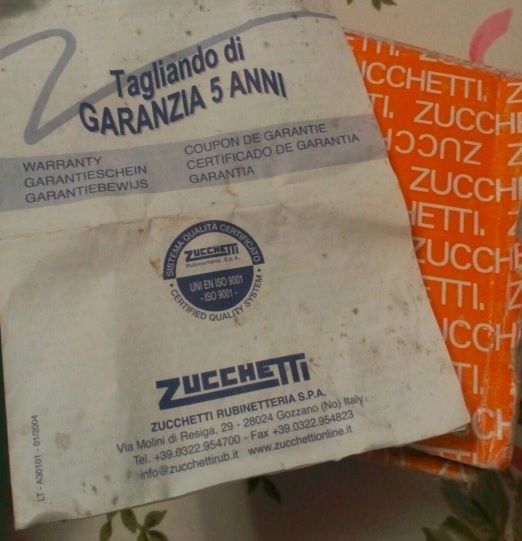 Tagliando di
GARANZIA 5 ANNI
WARRANTY
GARANTIESCHEIN
GARANTIEBEWIJS
COUPON DE GARANTIE
CERTIFICADO DE GARANTIA
GARANTIA
SISTEMA QUALITÀ CERTIFICATO
ZUCCHETTI
Rubinetteria S.p.A.
UNI EN ISO 9001
- ISO 9001 -
• CERTIFIED QUALITY SYSTEM •
ZUCCHETTI
ZUCCHETTI RUBINETTERIA S.P.A.
Via Molini di Resiga, 29 - 28024 Gozzano (No) Italy
Tel. +39.0322.954700 - Fax +39.0322.954823
info@zucchettirub.it www.zucchettionline.it
LT - A30101 - 01/2004
ZUCCHETTI.